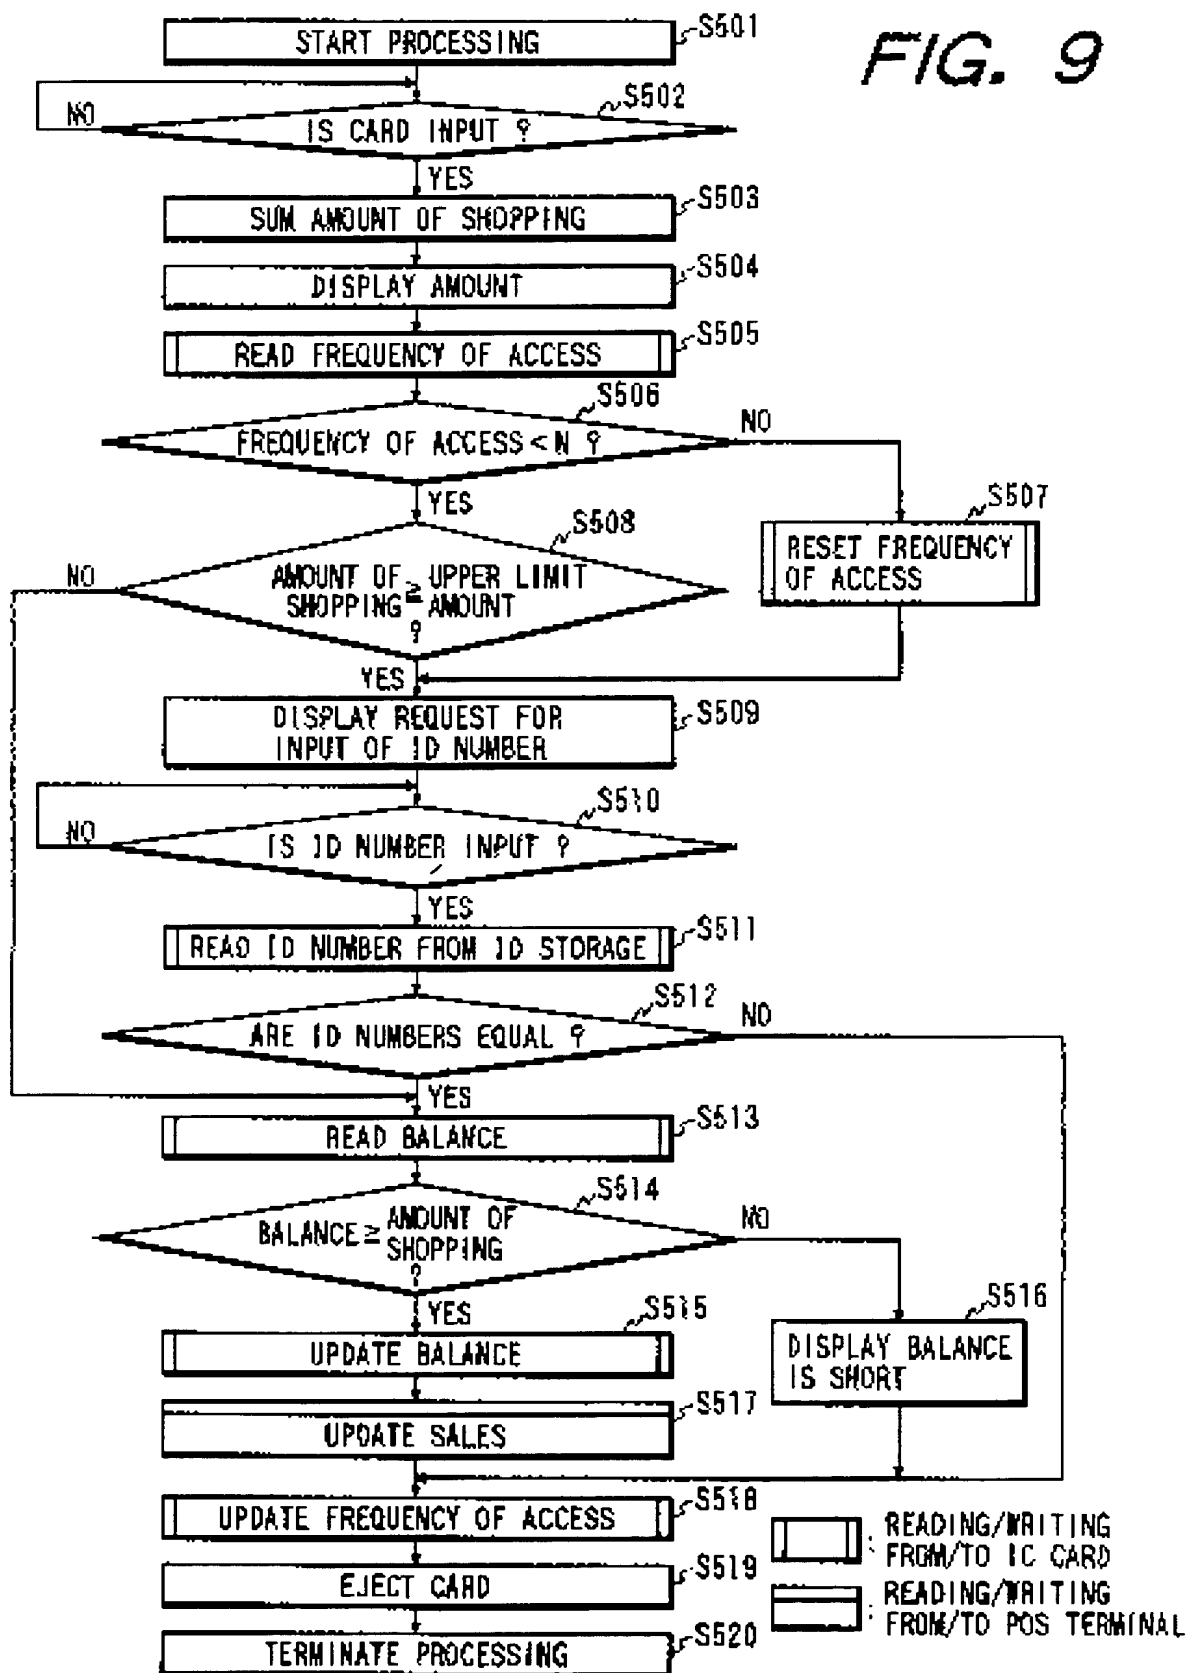 FIG. 9
START PROCESSING
S501
S502
IS CARD INPUT ?
NO
YES
SUM AMOUNT OF SHOPPING
S503
DISPLAY AMOUNT
S504
READ FREQUENCY OF ACCESS
S505
S506
FREQUENCY OF ACCESS < N ?
NO
YES
S507
RESET FREQUENCY
OF ACCESS
S508
AMOUNT OF
SHOPPING ≥ UPPER LIMIT
AMOUNT
?
NO
YES
DISPLAY REQUEST FOR
INPUT OF ID NUMBER
S509
S510
IS ID NUMBER INPUT ?
NO
YES
READ ID NUMBER FROM ID STORAGE
S511
S512
ARE ID NUMBERS EQUAL ?
NO
YES
READ BALANCE
S513
S514
BALANCE ≥ AMOUNT OF
SHOPPING
?
NO
YES
S515
UPDATE BALANCE
S516
DISPLAY BALANCE
IS SHORT
S517
UPDATE SALES
UPDATE FREQUENCY OF ACCESS
S518
EJECT CARD
S519
TERMINATE PROCESSING
S520
: READING/WRITING
FROM/TO IC CARD
: READING/WRITING
FROM/TO POS TERMINAL